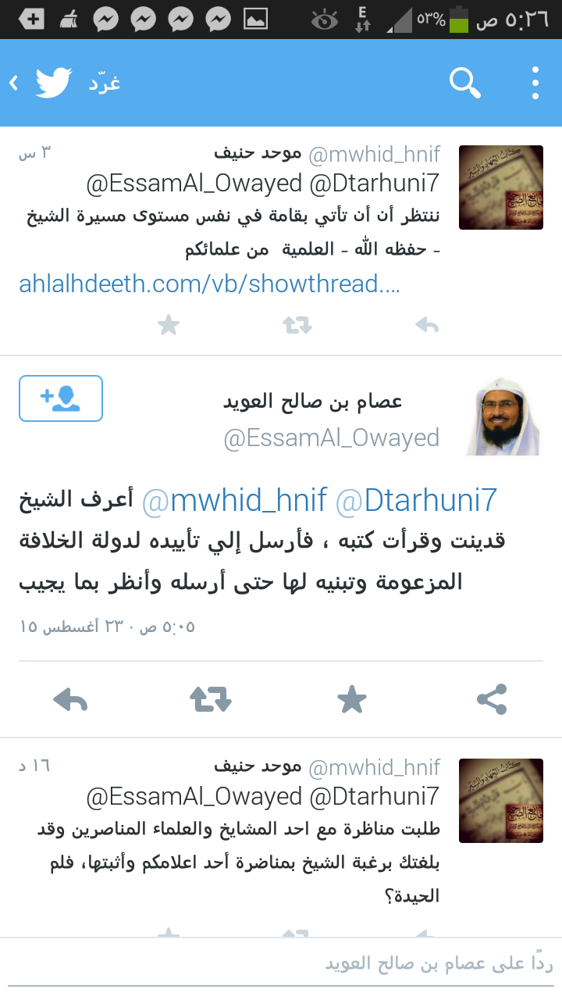 ٥٣% ٥:٢٦ ص
E
غرّد
موحد حنيف @mwhid_hnif ٣ س
@EssamAl_Owayed @Dtarhuni7
ننتظر أن أن تأتي بقامة في نفس مستوى مسيرة الشيخ
- حفظه الله - العلمية من علمائكم
ahlalhdeeth.com/vb/showthread.…
عصام بن صالح العويد
@EssamAl_Owayed
@mwhid_hnif @Dtarhuni7 أعرف الشيخ
قدينت وقرأت كتبه ، فأرسل إلي تأييده لدولة الخلافة
المزعومة وتبنيه لها حتى أرسله وأنظر بما يجيب
٥:٠٥ ص · ٢٣ أغسطس ١٥
موحد حنيف @mwhid_hnif ١٦ د
@EssamAl_Owayed @Dtarhuni7
طلبت مناظرة مع احد المشايخ والعلماء المناصرين وقد
بلغتك برغبة الشيخ بمناضرة أحد اعلامكم وأثبتها، فلم
الحيدة؟
ردًا على عصام بن صالح العويد